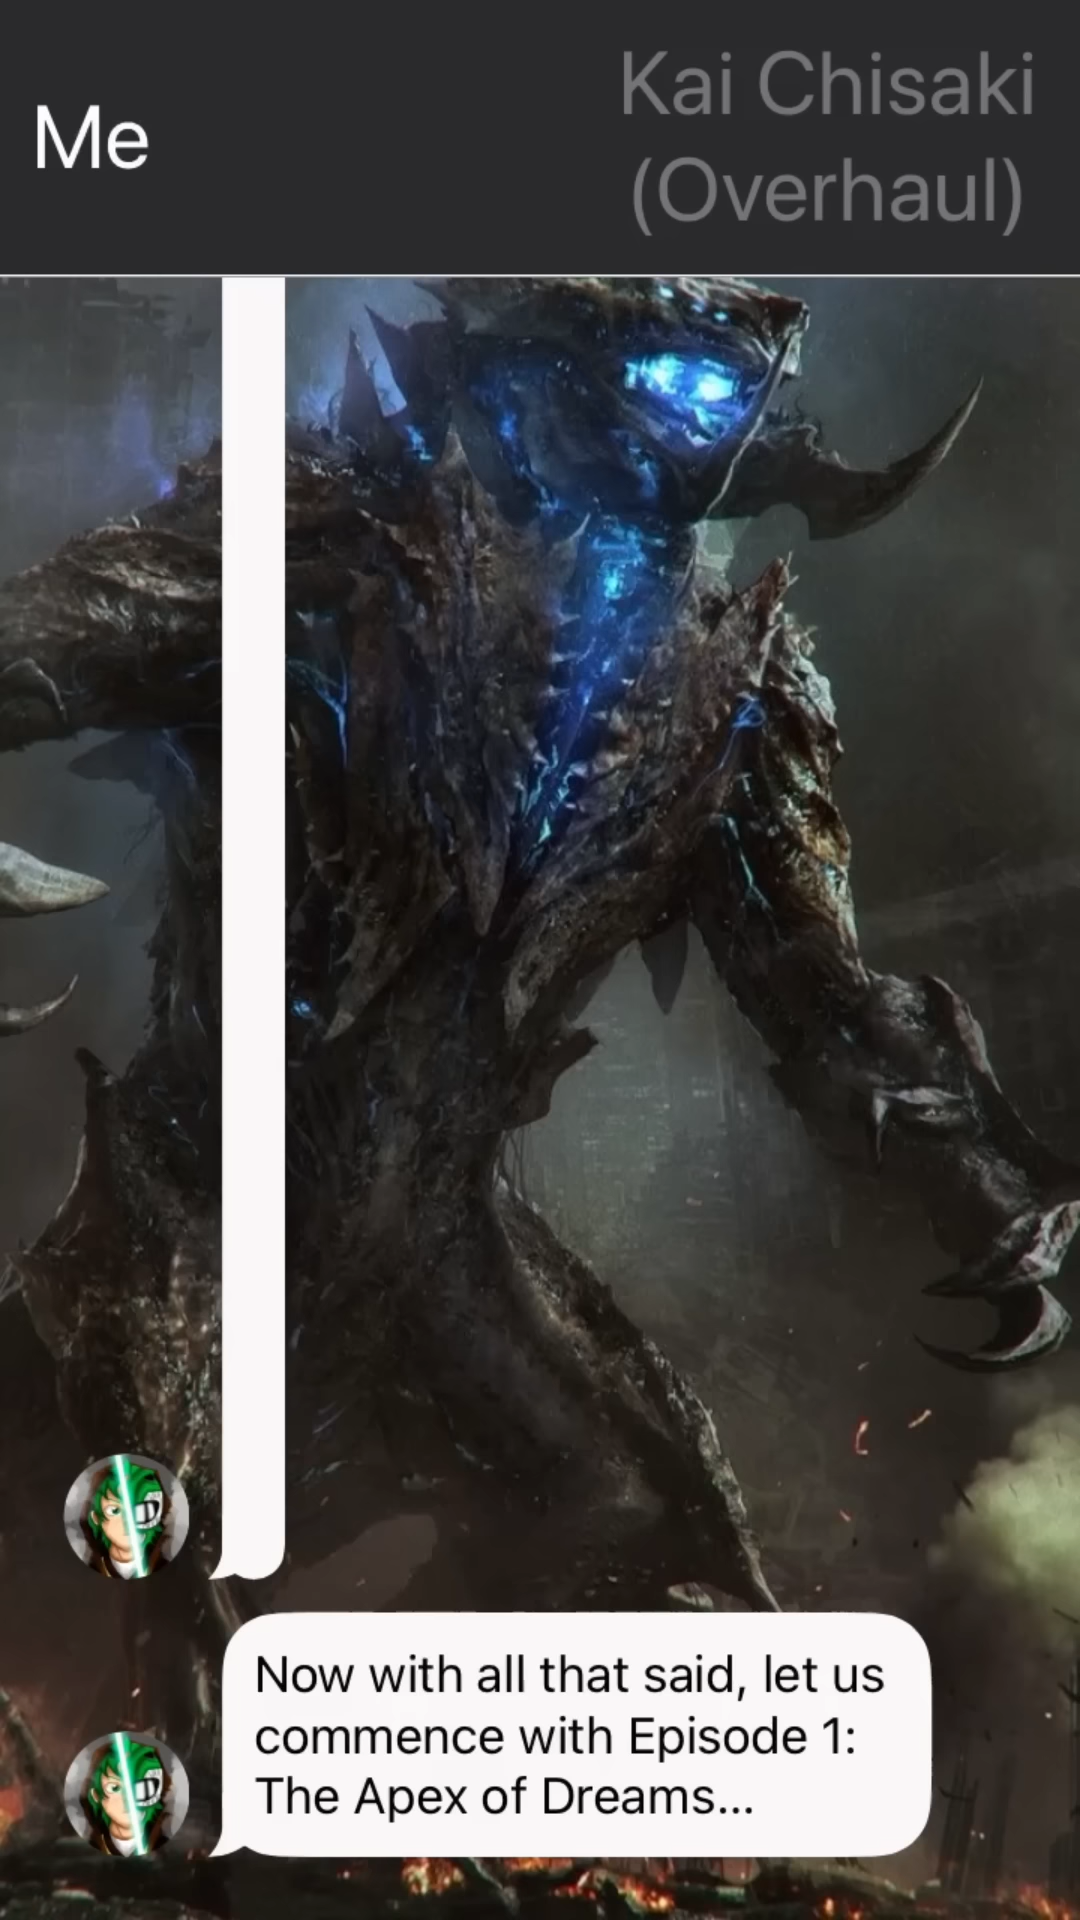 Me
Kai Chisaki
(Overhaul)
Now with all that said, let us
commence with Episode 1:
The Apex of Dreams...